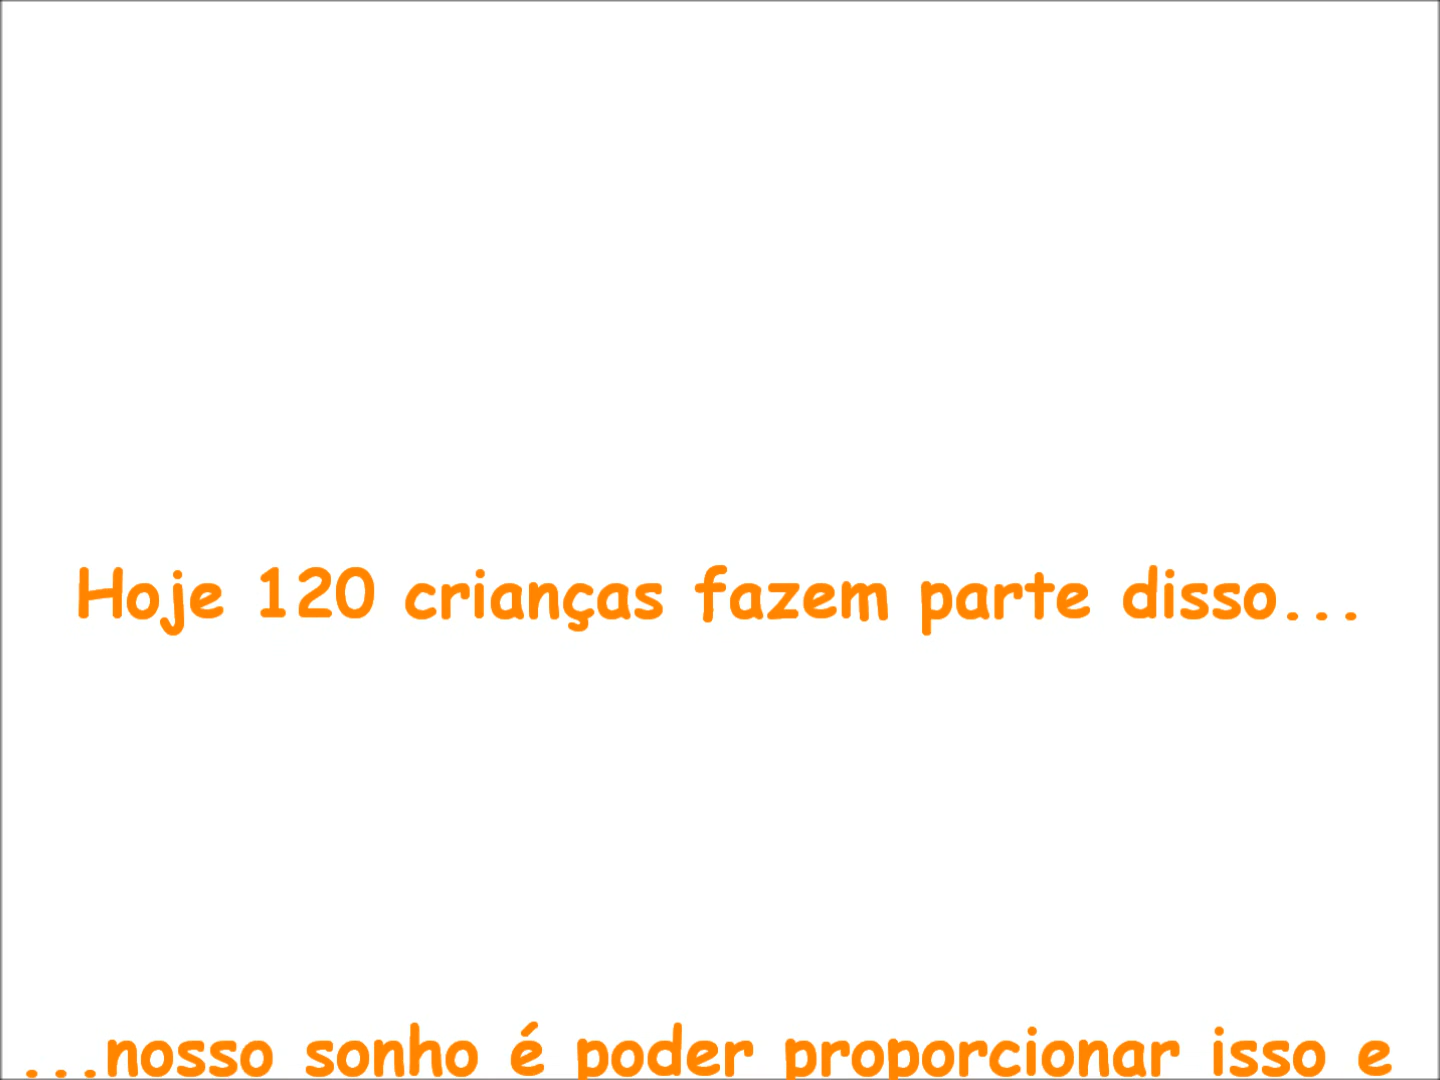 Hoje 120 crianças fazem parte disso...
...nosso sonho é poder proporcionar isso e